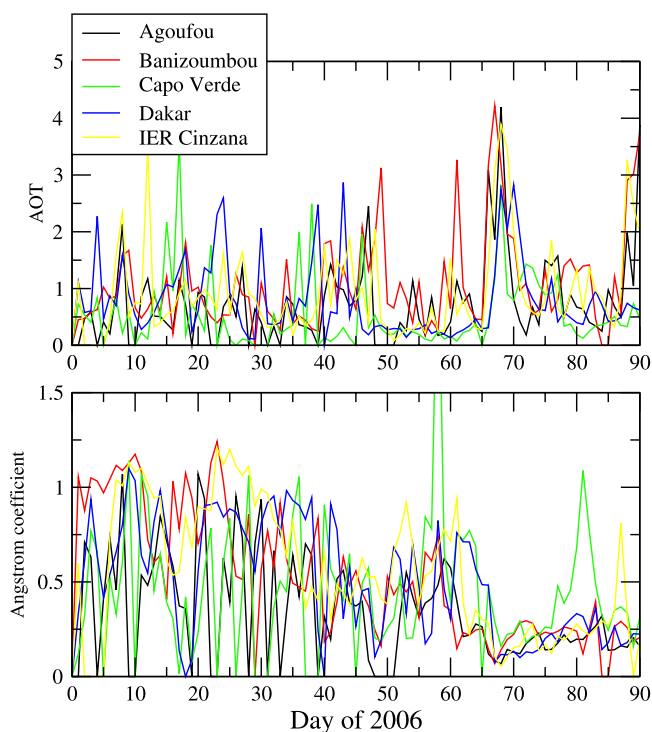 Agoufou
Banizoumbou
Capo Verde
Dakar
IER Cinzana
5
4
3
2
1
0
AOT
0 10 20 30 40 50 60 70 80 90
1.5
1
0.5
0
Angstrom coefficient
0 10 20 30 40 50 60 70 80 90
Day of 2006